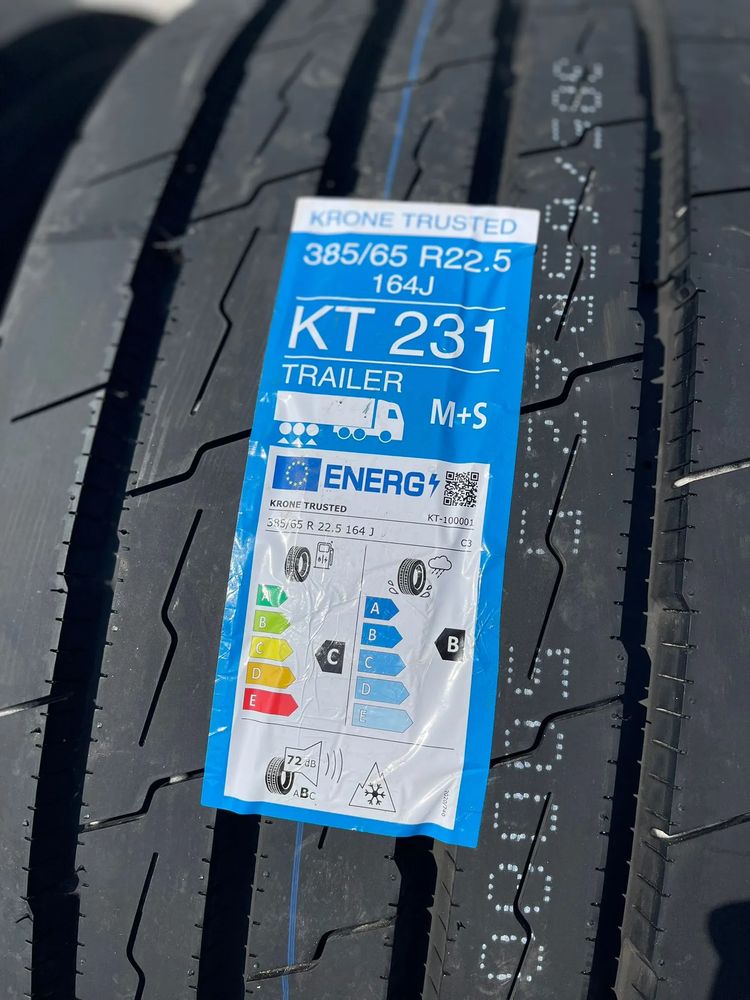 KRONE TRUSTED
385/65 R22.5
164J
KT 231
TRAILER
M+S
ENERG
KRONE TRUSTED
KT-100001
385/65 R 22.5 164 J
C3
A
B
C
D
E
C
A
B
C
D
E
B
72 dB
ABC